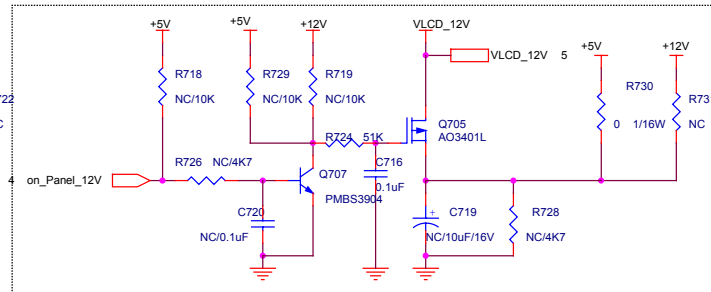 +5V +5V +12V VLCD_12V
VLCD_12V 5 +5V +12V
R718 R729 R719
NC/10K NC/10K NC/10K
R730 R73
0 1/16W NC
Q705
AO3401L
R724 51K
C716
0.1uF
R726 NC/4K7
4 on_Panel_12V
Q707
PMBS3904
C720
NC/0.1uF
C719
NC/10uF/16V
R728
NC/4K7
+